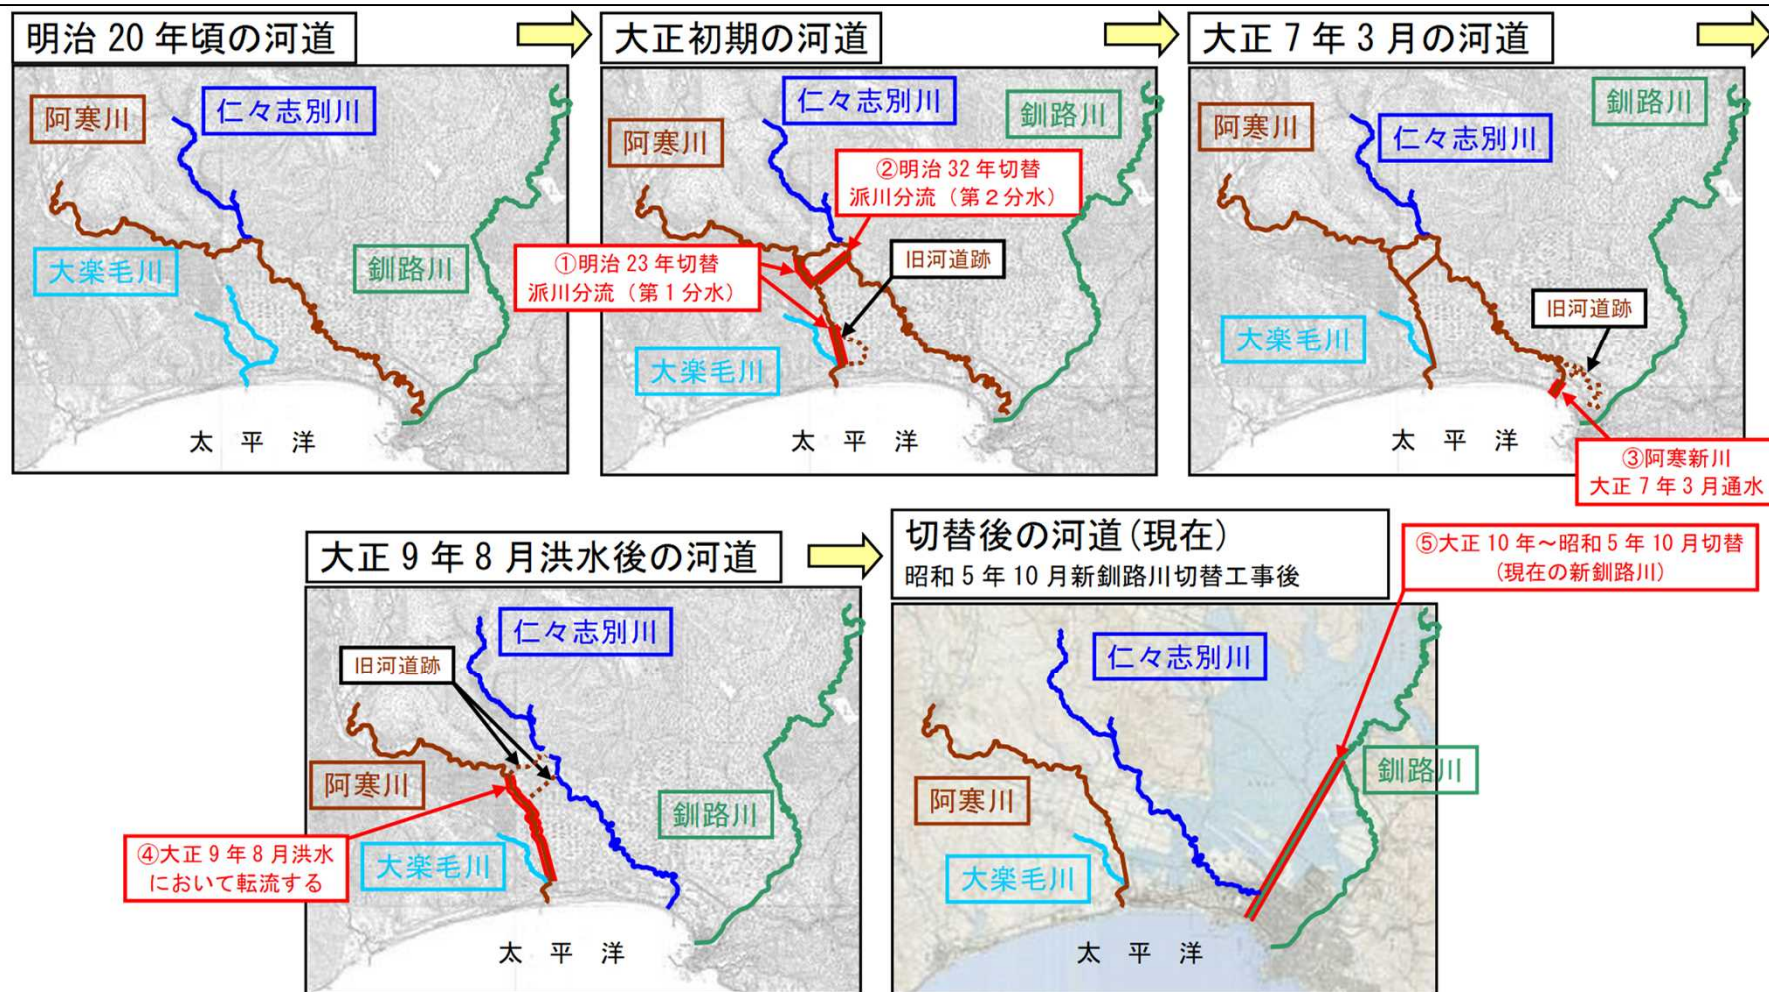 明治 20 年頃の河道
阿寒川
仁々志別川
大楽毛川
釧路川
太 平 洋
大正初期の河道
仁々志別川
釧路川
阿寒川
②明治 32 年切替
派川分流（第２分水）
①明治 23 年切替
派川分流（第１分水）
旧河道跡
大楽毛川
太 平 洋
大正 7 年 3 月の河道
釧路川
阿寒川
仁々志別川
旧河道跡
大楽毛川
太 平 洋
③阿寒新川
大正 7 年 3 月通水
大正 9 年 8 月洪水後の河道
仁々志別川
旧河道跡
阿寒川
釧路川
④大正 9 年 8 月洪水
において転流する
大楽毛川
太 平 洋
切替後の河道(現在)
昭和 5 年 10 月新釧路川切替工事後
⑤大正 10 年～昭和 5 年 10 月切替
(現在の新釧路川)
仁々志別川
釧路川
阿寒川
大楽毛川
太 平 洋